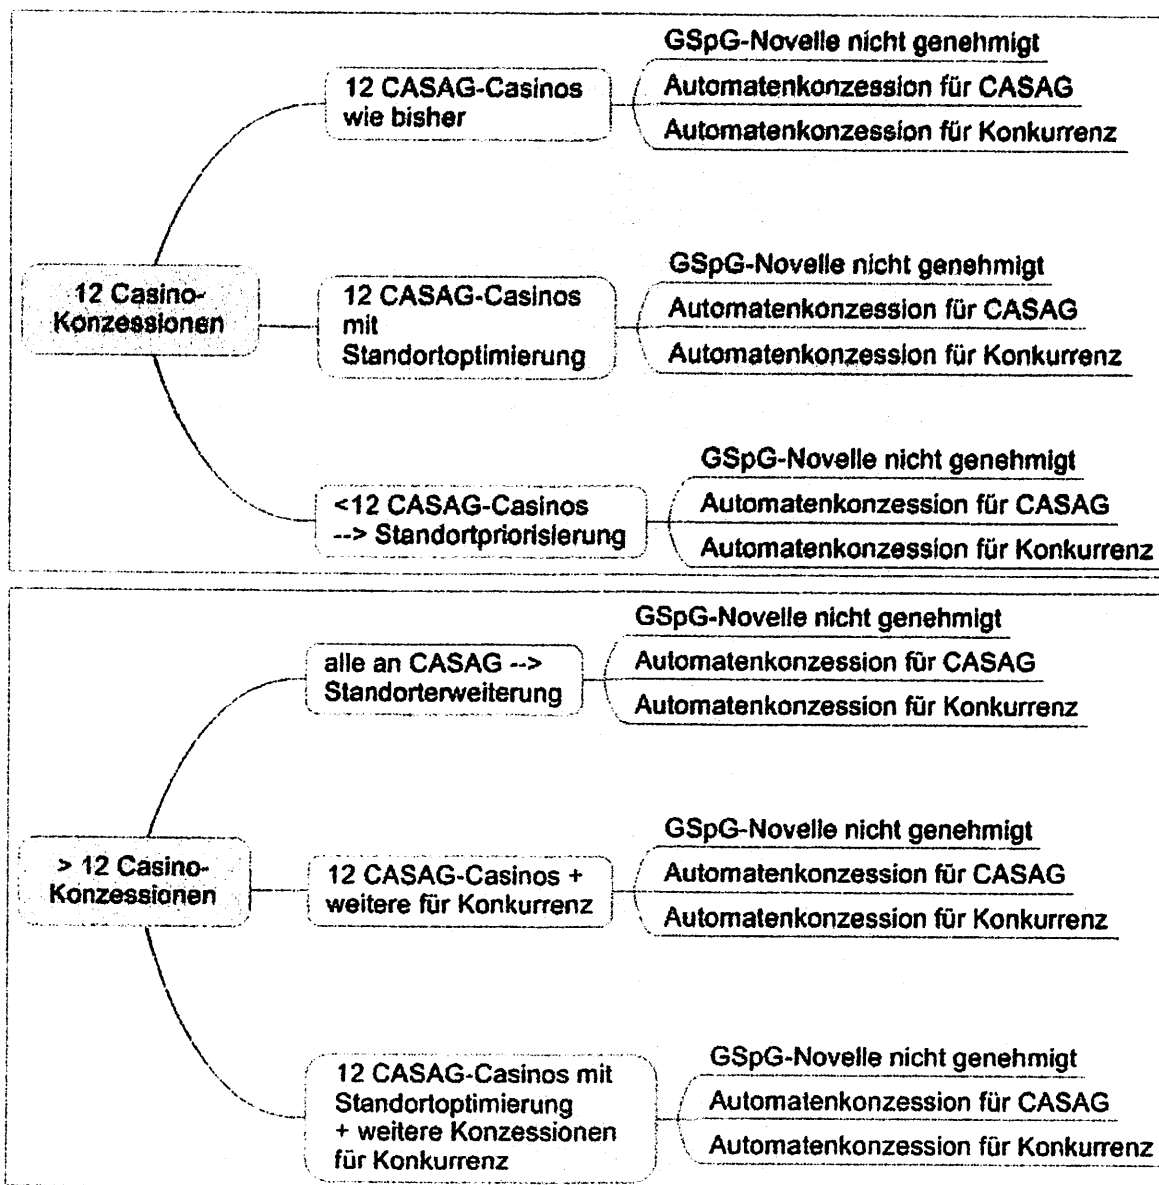 12 Casino-
Konzessionen
12 CASAG-Casinos
wie bisher
GSpG-Novelle nicht genehmigt
Automatenkonzession für CASAG
Automatenkonzession für Konkurrenz
12 CASAG-Casinos
mit
Standortoptimierung
GSpG-Novelle nicht genehmigt
Automatenkonzession für CASAG
Automatenkonzession für Konkurrenz
<12 CASAG-Casinos
--> Standortpriorisierung
GSpG-Novelle nicht genehmigt
Automatenkonzession für CASAG
Automatenkonzession für Konkurrenz
> 12 Casino-
Konzessionen
alle an CASAG -->
Standorterweiterung
GSpG-Novelle nicht genehmigt
Automatenkonzession für CASAG
Automatenkonzession für Konkurrenz
12 CASAG-Casinos +
weitere für Konkurrenz
GSpG-Novelle nicht genehmigt
Automatenkonzession für CASAG
Automatenkonzession für Konkurrenz
12 CASAG-Casinos mit
Standortoptimierung
+ weitere Konzessionen
für Konkurrenz
GSpG-Novelle nicht genehmigt
Automatenkonzession für CASAG
Automatenkonzession für Konkurrenz